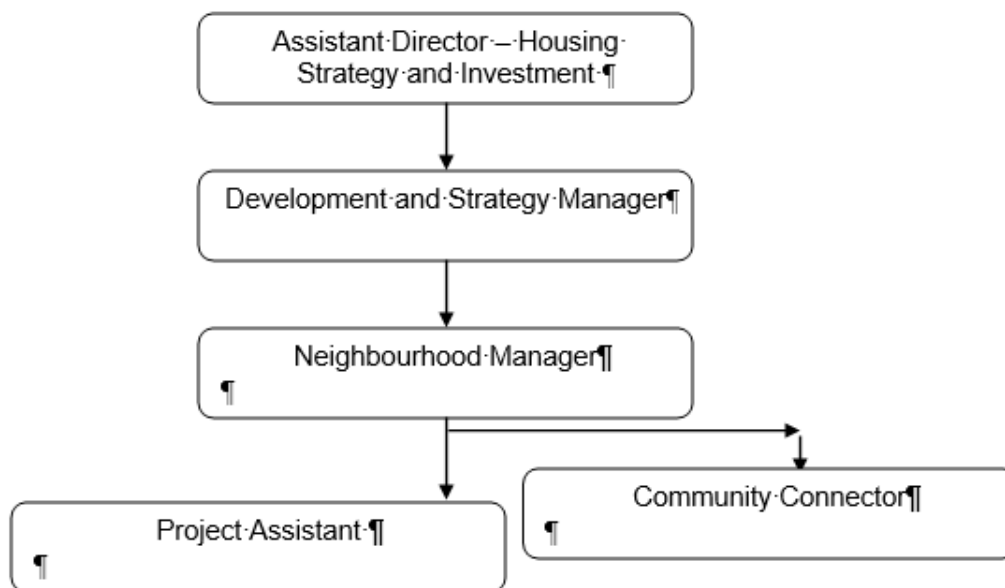 Assistant·Director·–·Housing·
Strategy·and·Investment·¶
Development·and·Strategy·Manager¶
Neighbourhood·Manager¶
¶
Community·Connector¶
¶
Project·Assistant·¶
¶